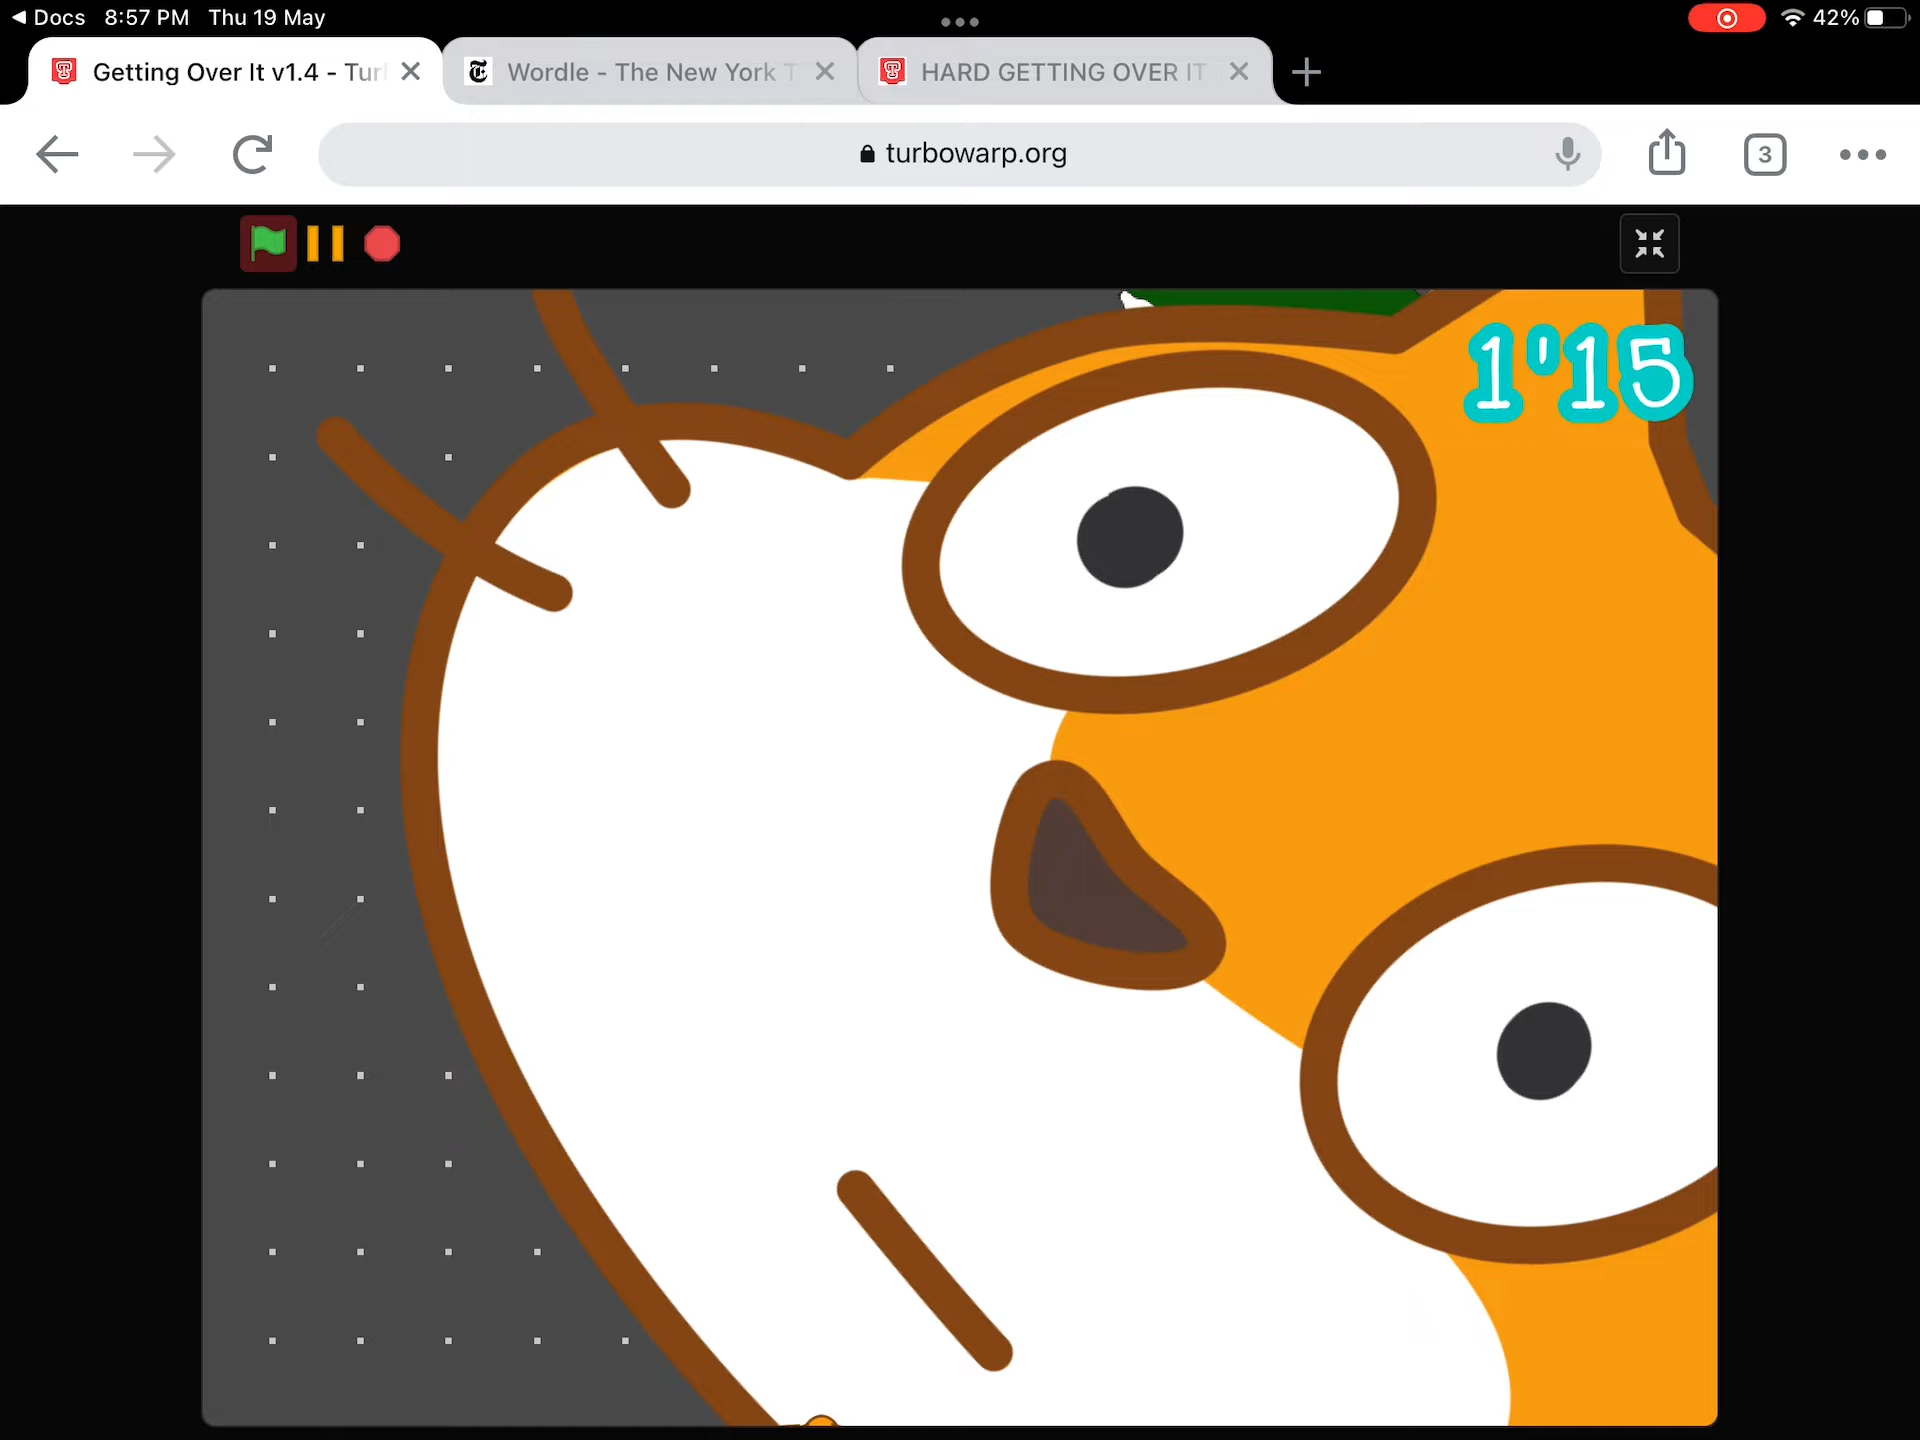 Docs 8:57 PM Thu 19 May 42%
Getting Over It v1.4 - Tur Wordle - The New York T HARD GETTING OVER IT
turbowarp.org 3
1'15